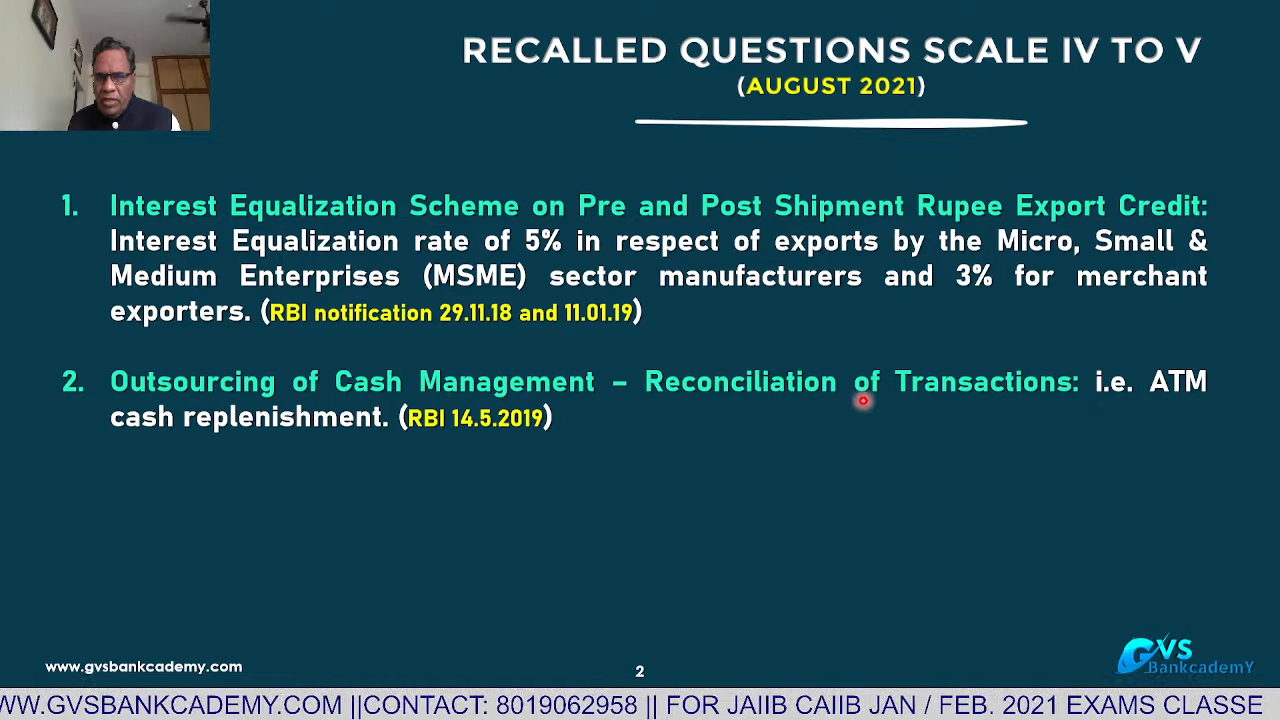 RECALLED QUESTIONS SCALE IV TO V
(AUGUST 2021)
1. Interest Equalization Scheme on Pre and Post Shipment Rupee Export Credit:
Interest Equalization rate of 5% in respect of exports by the Micro, Small &
Medium Enterprises (MSME) sector manufacturers and 3% for merchant
exporters. (RBI notification 29.11.18 and 11.01.19)
2. Outsourcing of Cash Management – Reconciliation of Transactions: i.e. ATM
cash replenishment. (RBI 14.5.2019)
www.gvsbankcademy.com
2
GVS
BankcademY
WW.GVSBANKCADEMY.COM ||CONTACT: 8019062958 || FOR JAIIB CAIIB JAN / FEB. 2021 EXAMS CLASSE